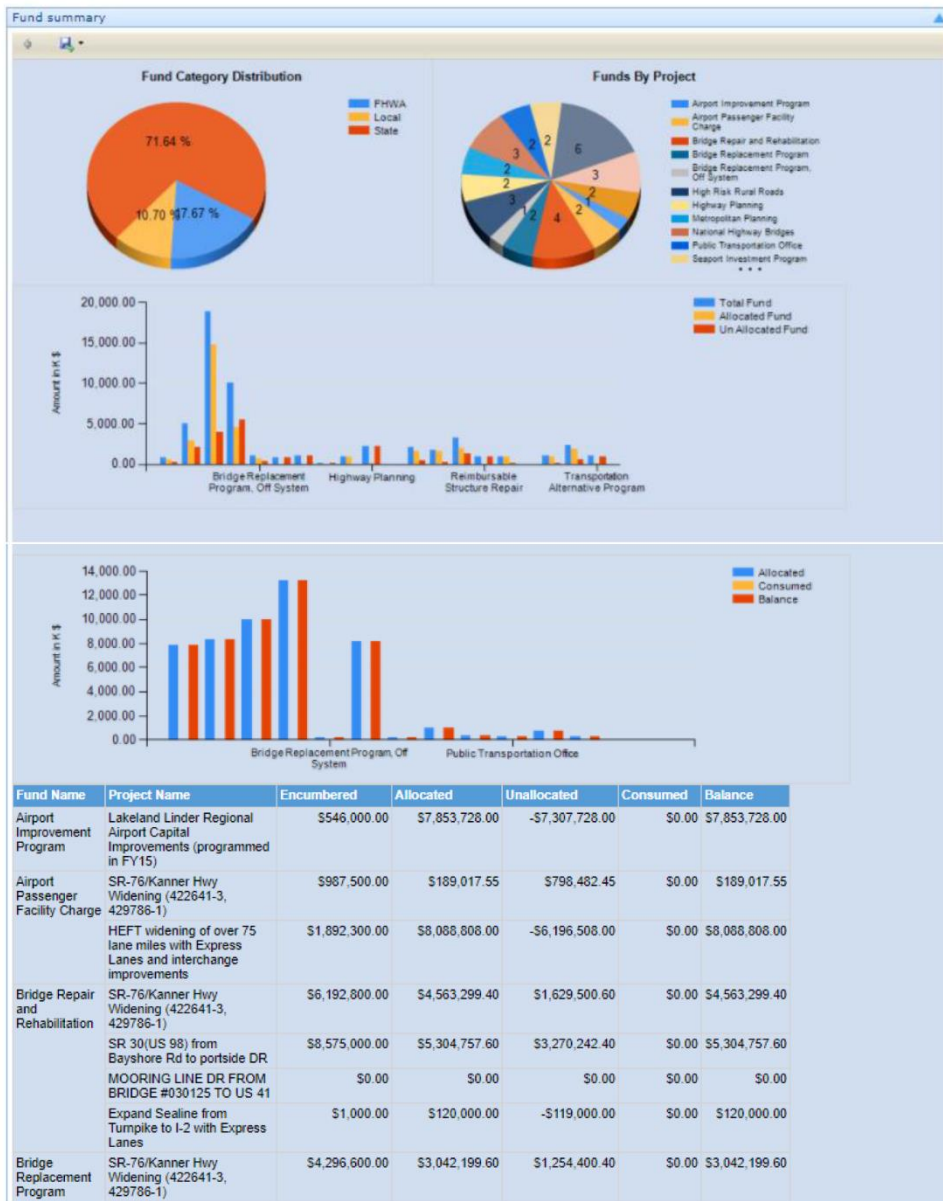 Fund summary
Fund Category Distribution
71.64 %
10.70 %
17.67 %
FHWA
Local
State
Funds By Project
6
3
2
1
2
4
2
1
3
2
2
3
2
2
Airport Improvement Program
Airport Passenger Facility
Charge
Bridge Repair and Rehabilitation
Bridge Replacement Program
Bridge Replacement Program,
Off System
High Risk Rural Roads
Highway Planning
Metropolitan Planning
National Highway Bridges
Public Transportation Office
Seaport Investment Program
• • •
20,000.00
15,000.00
10,000.00
5,000.00
0.00
Amount in K $
Bridge Replacement
Program, Off System
Highway Planning
Reimbursable
Structure Repair
Transportation
Alternative Program
Total Fund
Allocated Fund
Un Allocated Fund
14,000.00
12,000.00
10,000.00
8,000.00
6,000.00
4,000.00
2,000.00
0.00
Amount in K $
Bridge Replacement Program, Off
System
Public Transportation Office
Allocated
Consumed
Balance
Fund Name Project Name Encumbered Allocated Unallocated Consumed Balance
Airport Lakeland Linder Regional $546,000.00 $7,853,728.00 -$7,307,728.00 $0.00 $7,853,728.00
Improvement Airport Capital
Program Improvements (programmed
in FY15)
Airport SR-76/Kanner Hwy $987,500.00 $189,017.55 $798,482.45 $0.00 $189,017.55
Passenger Widening (422641-3,
Facility Charge 429786-1)
HEFT widening of over 75 $1,892,300.00 $8,088,808.00 -$6,196,508.00 $0.00 $8,088,808.00
lane miles with Express
Lanes and interchange
improvements
Bridge Repair SR-76/Kanner Hwy $6,192,800.00 $4,563,299.40 $1,629,500.60 $0.00 $4,563,299.40
and Widening (422641-3,
Rehabilitation 429786-1)
SR 30(US 98) from $8,575,000.00 $5,304,757.60 $3,270,242.40 $0.00 $5,304,757.60
Bayshore Rd to portside DR
MOORING LINE DR FROM $0.00 $0.00 $0.00 $0.00 $0.00
BRIDGE #030125 TO US 41
Expand Sealine from $1,000.00 $120,000.00 -$119,000.00 $0.00 $120,000.00
Turnpike to I-2 with Express
Lanes
Bridge SR-76/Kanner Hwy $4,296,600.00 $3,042,199.60 $1,254,400.40 $0.00 $3,042,199.60
Replacement Widening (422641-3,
Program 429786-1)